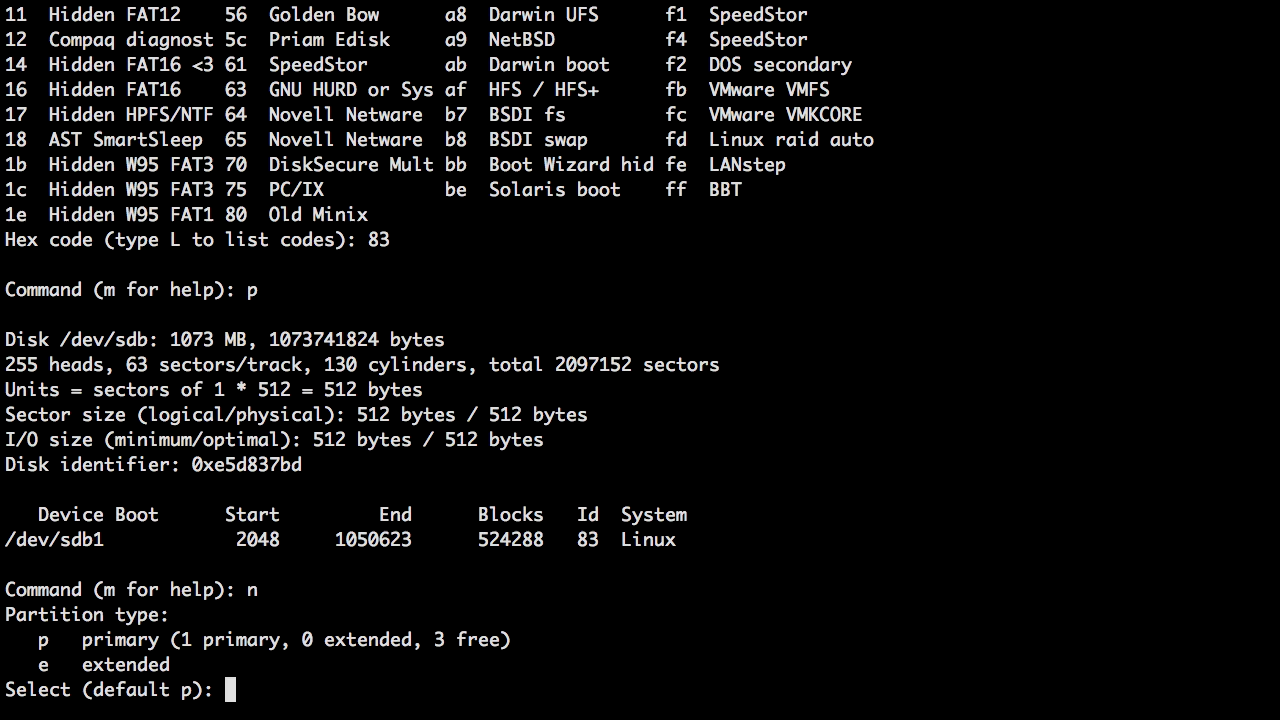 11  Hidden FAT12    56  Golden Bow      a8  Darwin UFS      f1  SpeedStor
12  Compaq diagnost 5c  Priam Edisk     a9  NetBSD          f4  SpeedStor
14  Hidden FAT16 <3 61  SpeedStor       ab  Darwin boot     f2  DOS secondary
16  Hidden FAT16    63  GNU HURD or Sys af  HFS / HFS+      fb  VMware VMFS
17  Hidden HPFS/NTF 64  Novell Netware  b7  BSDI fs         fc  VMware VMKCORE
18  AST SmartSleep  65  Novell Netware  b8  BSDI swap       fd  Linux raid auto
1b  Hidden W95 FAT3 70  DiskSecure Mult bb  Boot Wizard hid fe  LANstep
1c  Hidden W95 FAT3 75  PC/IX           be  Solaris boot    ff  BBT
1e  Hidden W95 FAT1 80  Old Minix
Hex code (type L to list codes): 83
Command (m for help): p
Disk /dev/sdb: 1073 MB, 1073741824 bytes
255 heads, 63 sectors/track, 130 cylinders, total 2097152 sectors
Units = sectors of 1 * 512 = 512 bytes
Sector size (logical/physical): 512 bytes / 512 bytes
I/O size (minimum/optimal): 512 bytes / 512 bytes
Disk identifier: 0xe5d837bd
   Device Boot      Start         End      Blocks   Id  System
/dev/sdb1            2048     1050623      524288   83  Linux
Command (m for help): n
Partition type:
   p   primary (1 primary, 0 extended, 3 free)
   e   extended
Select (default p):